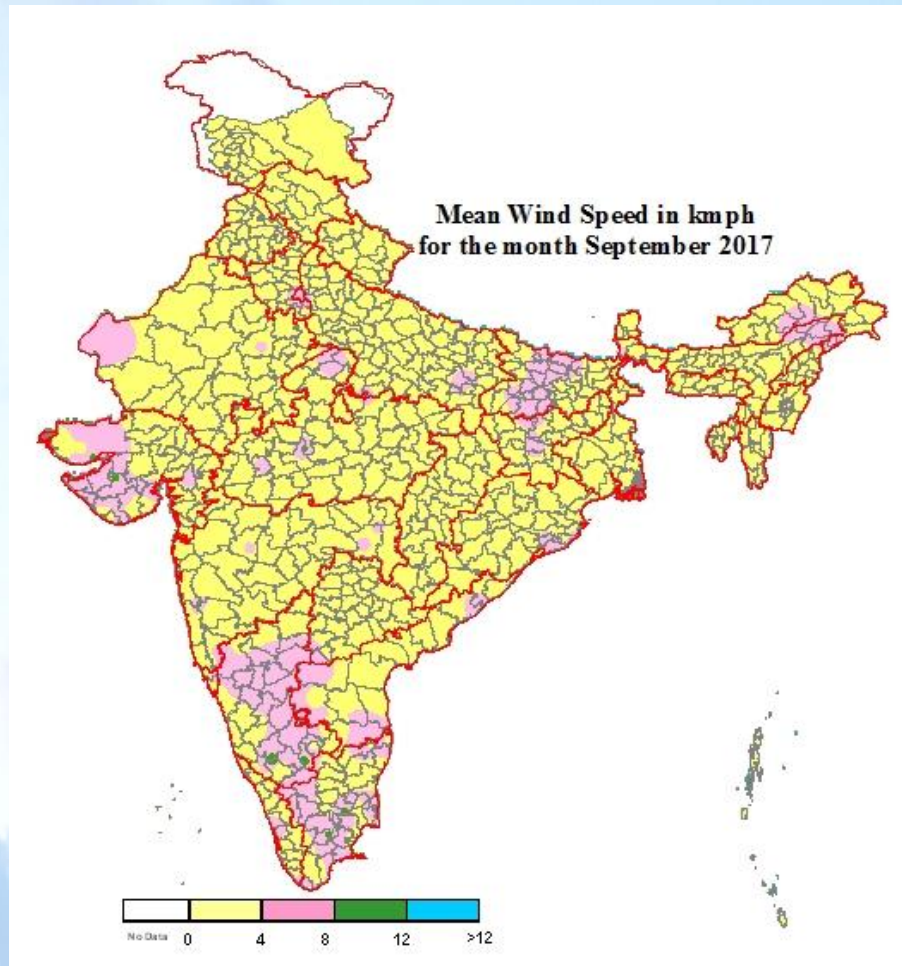 Mean Wind Speed in kmph
for the month September 2017
No Data 0 4 8 12 >12